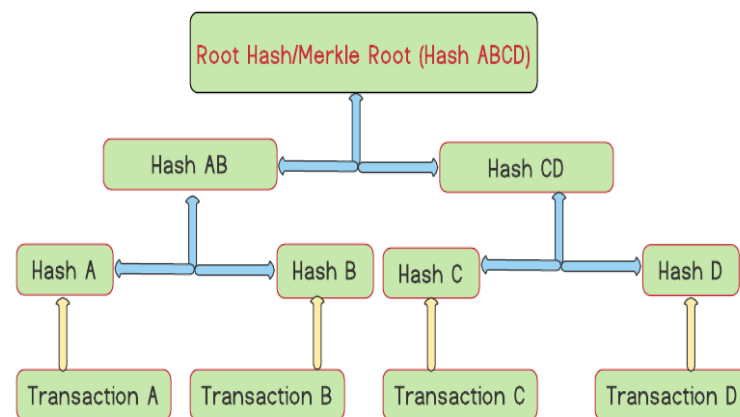 Root Hash/Merkle Root (Hash ABCD)
Hash AB
Hash CD
Hash A
Hash B
Hash C
Hash D
Transaction A
Transaction B
Transaction C
Transaction D